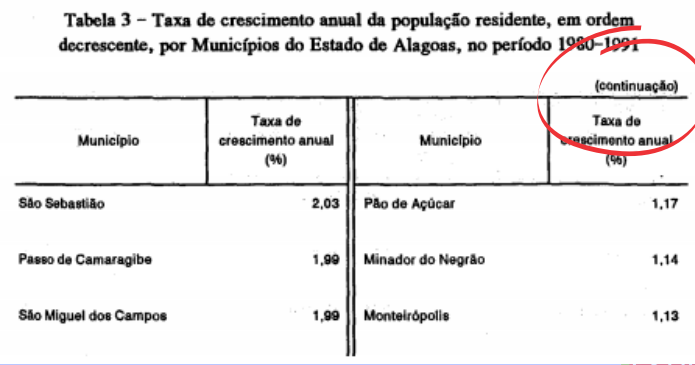 Tabela 3 – Taxa de crescimento anual da população residente, em ordem
decrescente, por Municípios do Estado de Alagoas, no período 1980–1991
(continuação)
Município
Taxa de
crescimento anual
(%)
Município
Taxa de
crescimento anual
(%)
São Sebastião 2,03 Pão de Açúcar 1,17
Passo de Camaragibe 1,99 Minador do Negrão 1,14
São Miguel dos Campos 1,99 Monteirópolis 1,13